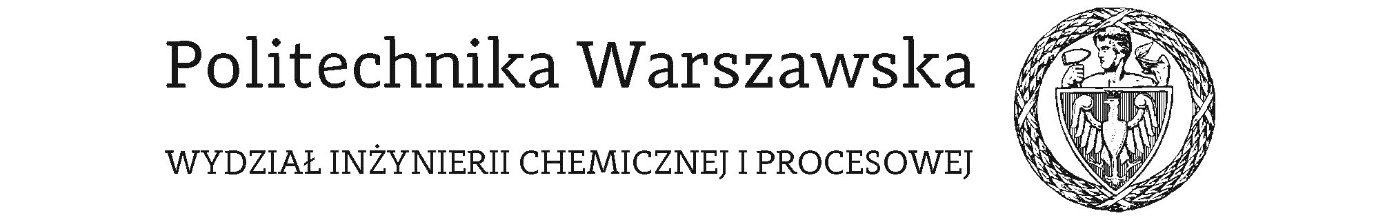 Politechnika Warszawska
WYDZIAŁ INŻYNIERII CHEMICZNEJ I PROCESOWEJ